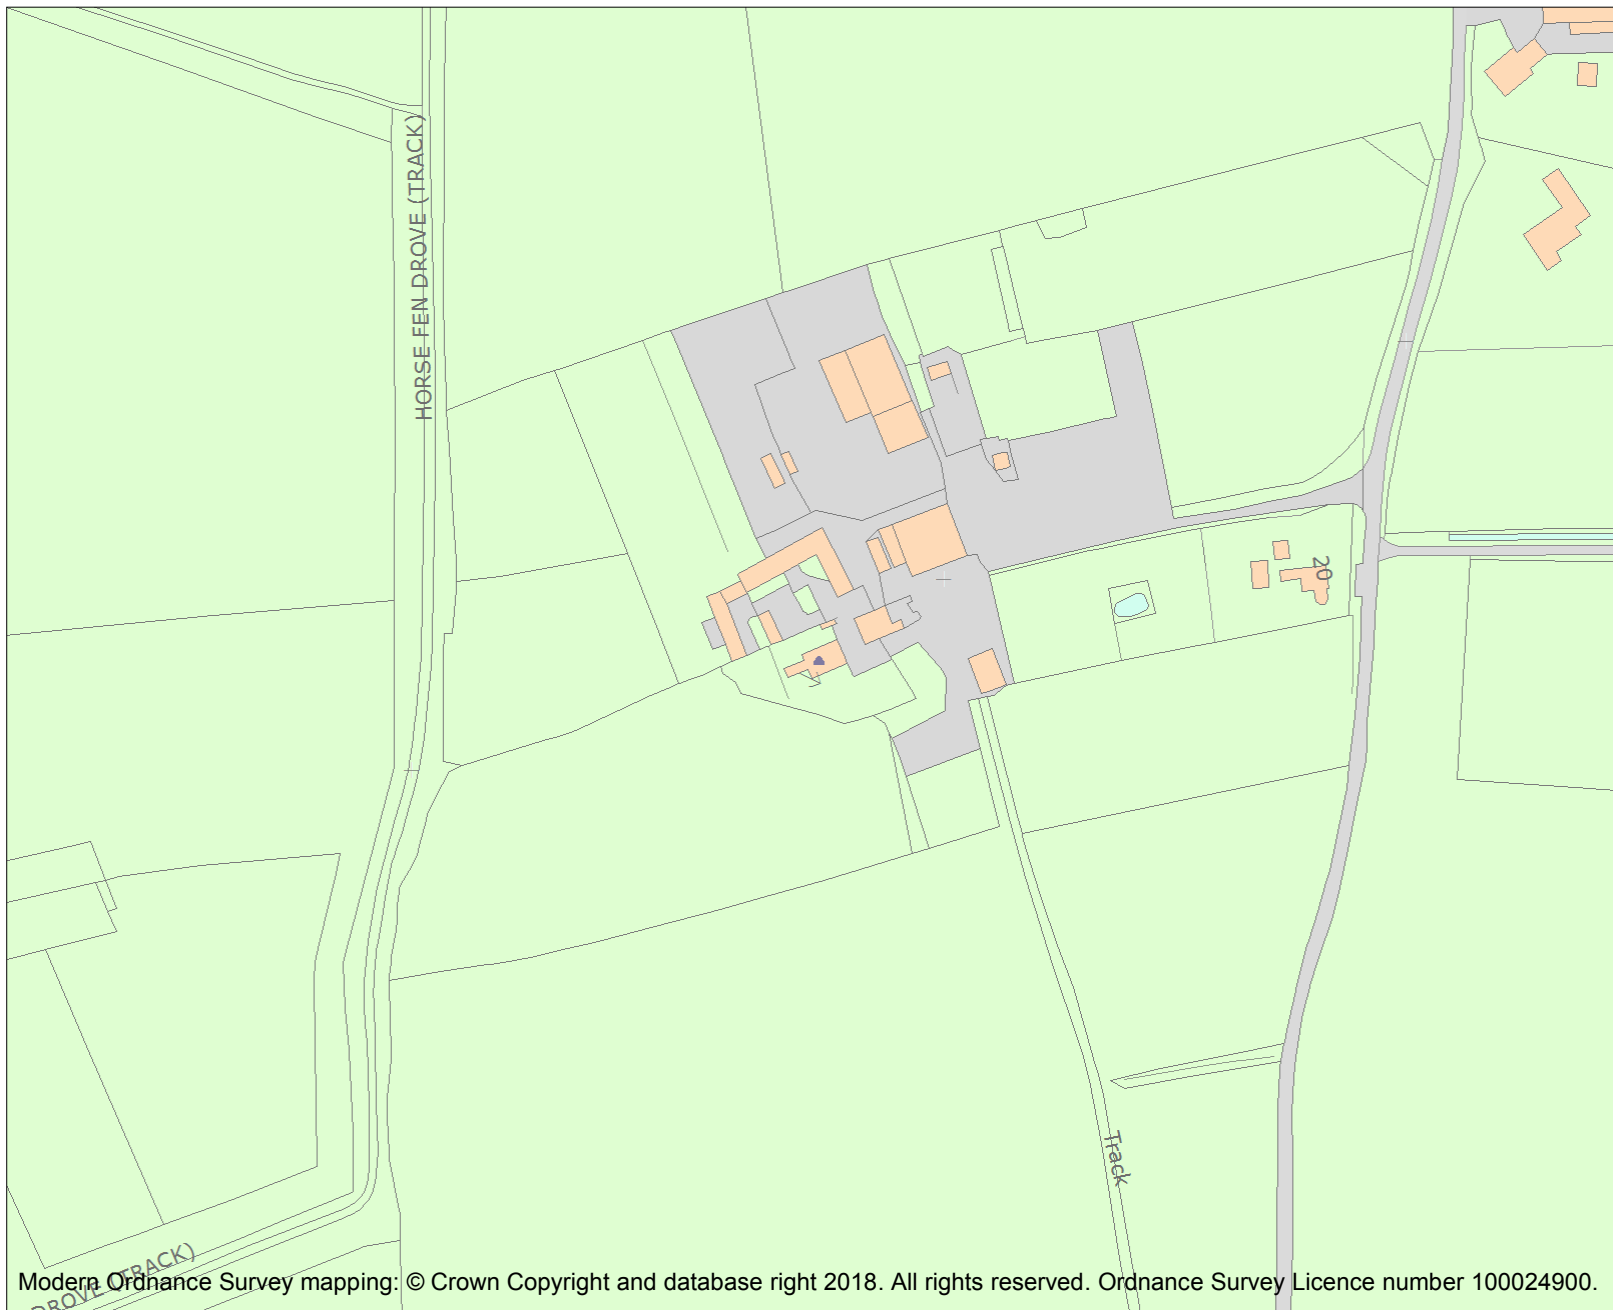 HORSE FEN DROVE (TRACK)
20
Track
DROVE (TRACK)
Modern Ordnance Survey mapping: © Crown Copyright and database right 2018. All rights reserved. Ordnance Survey Licence number 100024900.